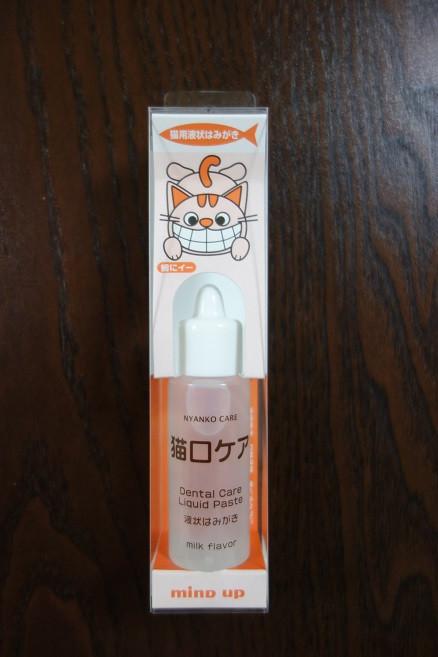 猫用液状はみがき
歯にイー
NYANKO CARE
猫口ケア
Dental Care
Liquid Paste
液状はみがき
milk flavor
mind up